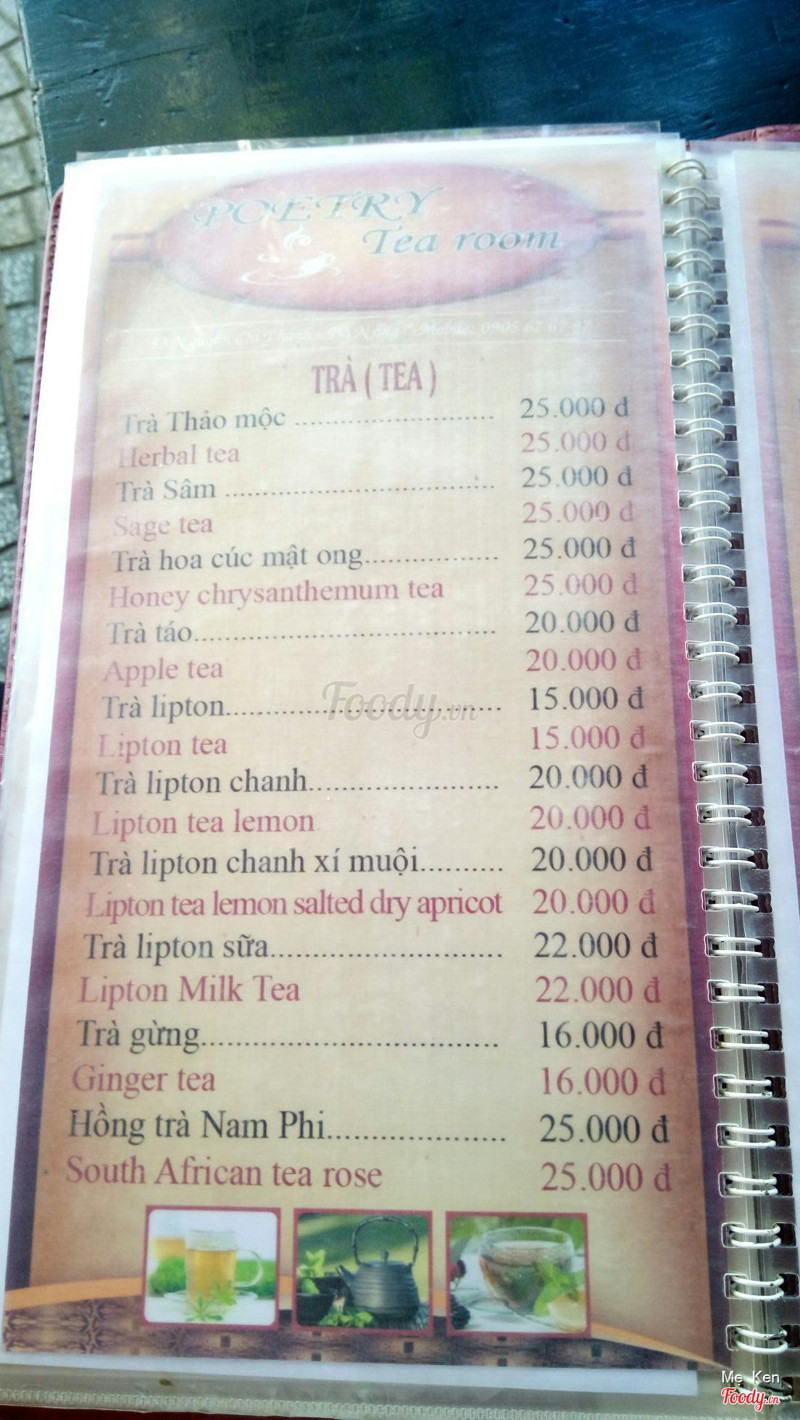 POETRY
Tea room
Mobile: 0905
TRÀ ( TEA )
Trà Thảo mộc ........................... 25.000 đ
Herbal tea 25.000 đ
Trà Sâm .................................... 25.000 đ
Sage tea 25.000 đ
Trà hoa cúc mật ong.................. 25.000 đ
Honey chrysanthemum tea 25.000 đ
Trà táo........................................ 20.000 đ
Apple tea 20.000 đ
Trà lipton.................................... 15.000 đ
Foody.vn
Lipton tea 15.000 đ
Trà lipton chanh......................... 20.000 đ
Lipton tea lemon 20.000 đ
Trà lipton chanh xí muội.......... 20.000 đ
Lipton tea lemon salted dry apricot 20.000 đ
Trà lipton sữa............................ 22.000 đ
Lipton Milk Tea 22.000 đ
Trà gừng................................... 16.000 đ
Ginger tea 16.000 đ
Hồng trà Nam Phi.................... 25.000 đ
South African tea rose 25.000 đ
Me Ken
Foody.vn